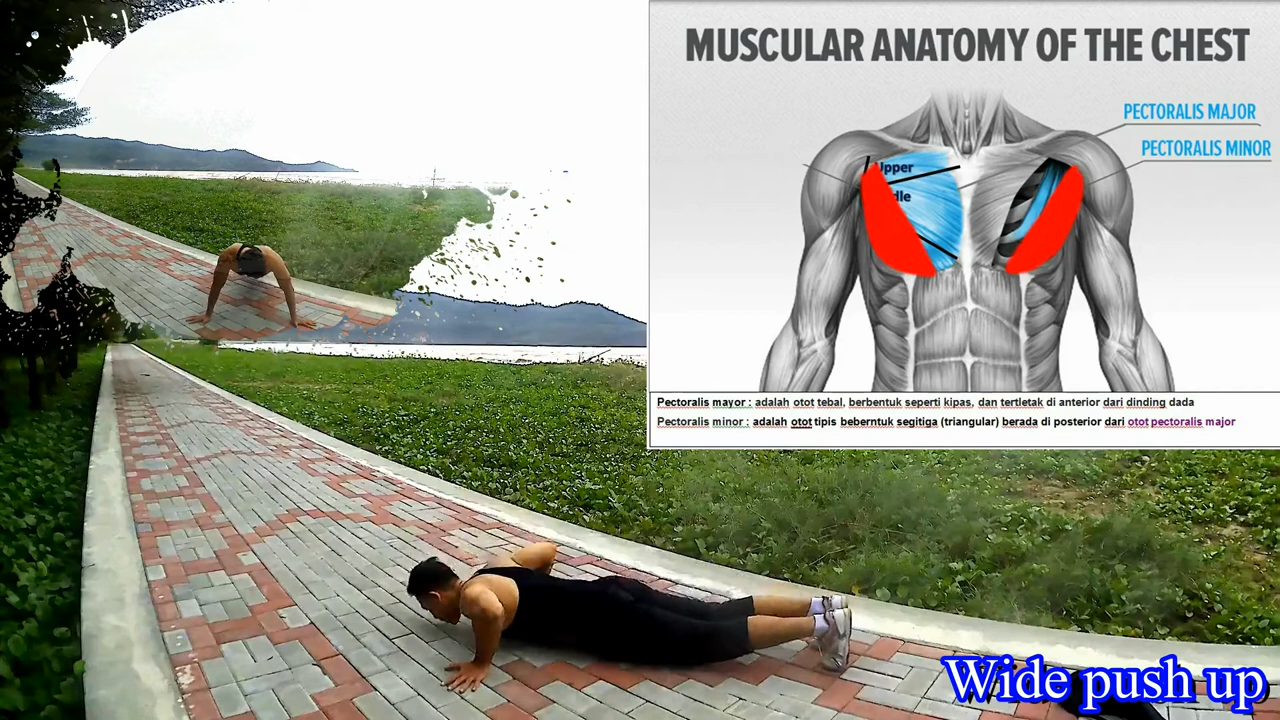 MUSCULAR ANATOMY OF THE CHEST
PECTORALIS MAJOR
PECTORALIS MINOR
Upper
Pectoralis mayor : adalah otot tebal, berbentuk seperti kipas, dan tertletak di anterior dari dinding dada
Pectoralis minor : adalah otot tipis beberntuk segitiga (triangular) berada di posterior dari otot pectoralis major
Wide push up